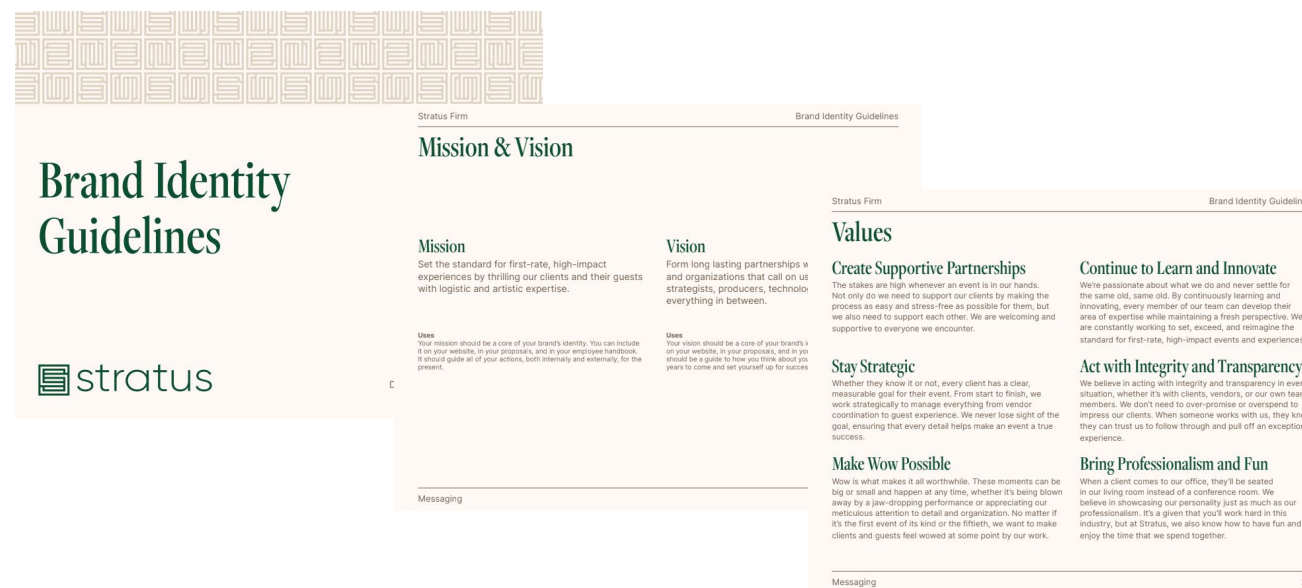 Brand Identity
Guidelines
stratus
Stratus Firm
Brand Identity Guidelines
Mission & Vision
Mission
Set the standard for first-rate, high-impact
experiences by thrilling our clients and their guests
with logistic and artistic expertise.
Uses
Your mission should be a core of your brand's identity. You can include
it on your website, in your proposals, and in your employee handbook.
It should guide all of your actions, both internally and externally, for the
present.
Vision
Form long lasting partnerships
and organizations that call on us
strategists, producers,
everything in between.
Uses
Your vision should be a core of your brand's
on your website, in your proposals, and in
should be a guide to how you think about
years to come and set yourself up for
Messaging
Stratus Firm
Brand Identity
Values
Create Supportive Partnerships
The stakes are high whenever an event is in our hands.
Not only do we need to support our clients by making the
process as easy and stress-free as possible for them, but
we also need to support each other. We are welcoming and
supportive to everyone we encounter.
Continue to Learn and Innovate
We're passionate about what we do and never settle for
the same old, same old. By continuously learning and
innovating, every member of our team can develop their
area of expertise while maintaining a fresh perspective. We
are constantly working to set, exceed, and reimagine the
standard for first-rate, high-impact events and experiences
Stay Strategic
Whether they know it or not, every client has a clear,
measurable goal for their event. From start to finish, we
work strategically to manage everything from vendor
coordination to guest experience. We never lose sight of the
goal, ensuring that every detail helps make an event a true
success.
Act with Integrity and Transparency
We believe in acting with integrity and transparency in
situation, whether it's with clients, vendors, or our own
members. We don't need to over-promise or overspend to
impress our clients. When someone works with us, they
they can trust us to follow through and pull off an
experience.
Make Wow Possible
Wow is what makes it all worthwhile. These moments can be
big or small and happen at any time, whether it's being blown
away by a jaw-dropping performance or appreciating our
meticulous attention to detail and organization. No matter if
it's the first event of its kind or the fiftieth, we want to make
clients and guests feel wowed at some point by our work.
Bring Professionalism and Fun
When a client comes to our office, they'll be seated
in our living room instead of a conference room. We
believe in showcasing our personality just as much as our
professionalism. It's a given that you'll work hard in this
industry, but at Stratus, we also know how to have fun and
enjoy the time that we spend together.
Messaging